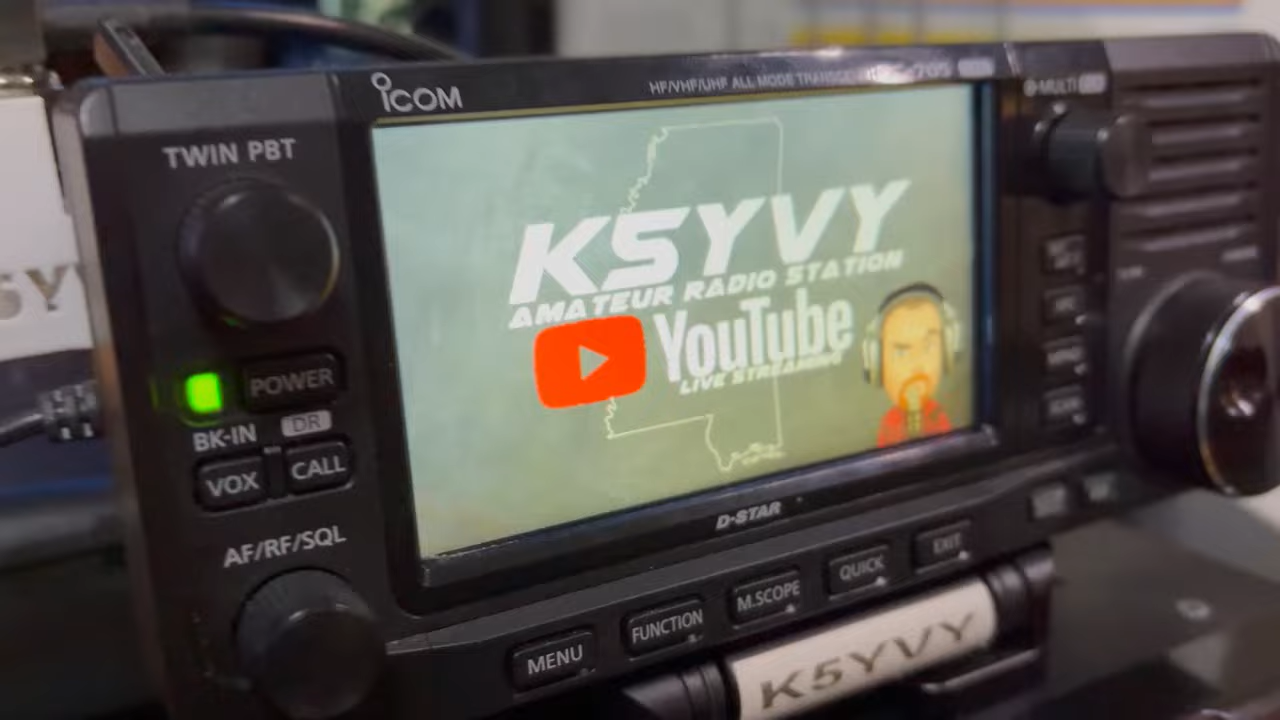 ICOM
HF/VHF/UHF ALL MODE TRANSCEIVER
MULTI
TWIN PBT
K5YVY
AMATEUR RADIO STATION
YouTube
LIVE STREAMING
POWER
BK-IN
DR
VOX
CALL
AF/RF/SQL
D-STAR
MENU
FUNCTION
M.SCOPE
QUICK
EXIT
K5YVY